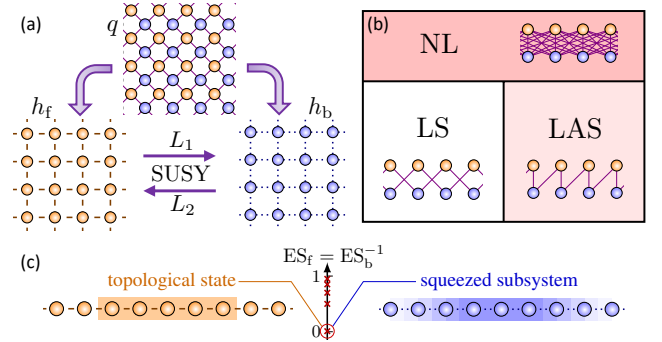 (a)
q
h_f
h_b
L_1
SUSY
L_2
(b)
NL
LS
LAS
(c)
ES_f = ES_b^{-1}
topological state
1
squeezed subsystem
0